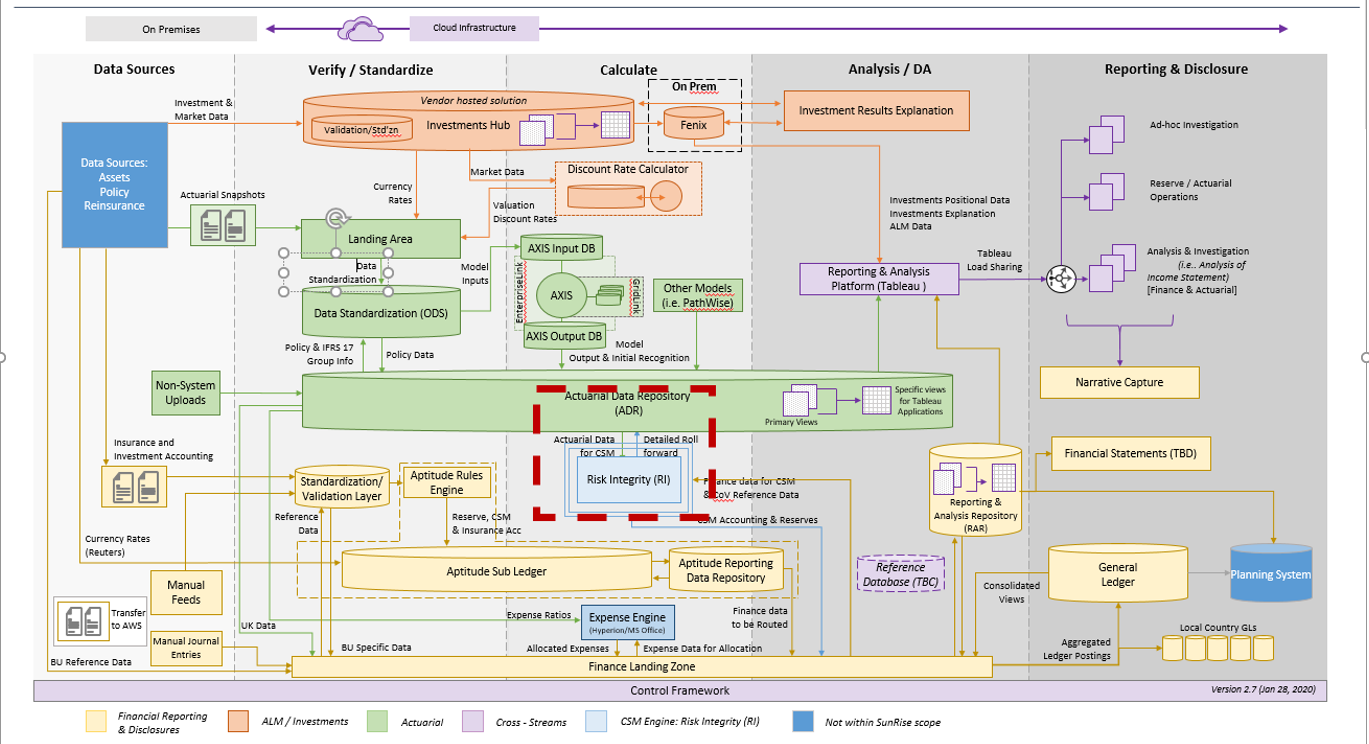 On Premises
Cloud Infrastructure
Data Sources
Verify / Standardize
Calculate
Analysis / DA
Reporting & Disclosure
Investment &
Market Data
Vendor hosted solution
Validation/Std'zn
Investments Hub
On Prem
Fenix
Investment Results Explanation
Ad-hoc Investigation
Data Sources:
Assets
Policy
Reinsurance
Actuarial Snapshots
Currency
Rates
Market Data
Discount Rate Calculator
Valuation
Discount Rates
Reserve / Actuarial
Operations
Investments Positional Data
Investments Explanation
ALM Data
Landing Area
Data
Standardization
Model
Inputs
AXIS Input DB
EnterpriseLink
AXIS
GridLink
AXIS Output DB
Other Models
(i.e. PathWise)
Reporting & Analysis
Platform (Tableau )
Tableau
Load Sharing
Analysis & Investigation
(i.e.. Analysis of
Income Statement)
[Finance & Actuarial]
Data Standardization (ODS)
Policy & IFRS 17
Group Info
Policy Data
Model
Output & Initial Recognition
Non-System
Uploads
Actuarial Data Repository
(ADR)
Primary Views
Specific views
for Tableau
Applications
Narrative Capture
Insurance and
Investment Accounting
Actuarial Data
for CSM
Detailed Roll
forward
Risk Integrity (RI)
Finance data for CSM
& CoV Reference Data
CSM Accounting & Reserves
Standardization/
Validation Layer
Aptitude Rules
Engine
Reference
Data
Reserve, CSM
& Insurance Acc
Reporting &
Analysis Repository
(RAR)
Financial Statements (TBD)
Currency Rates
(Reuters)
Aptitude Sub Ledger
Aptitude Reporting
Data Repository
Reference
Database (TBC)
General
Ledger
Planning System
Consolidated
Views
Manual
Feeds
Transfer
to AWS
Manual Journal
Entries
UK Data
Expense Ratios
Expense Engine
(Hyperion/MS Office)
Finance data
to be Routed
Allocated Expenses
Expense Data for Allocation
Aggregated
Ledger Postings
Local Country GLs
BU Reference Data
BU Specific Data
Finance Landing Zone
Control Framework
Version 2.7 (Jan 28, 2020)
Financial Reporting
& Disclosures
ALM / Investments
Actuarial
Cross - Streams
CSM Engine: Risk Integrity (RI)
Not within SunRise scope